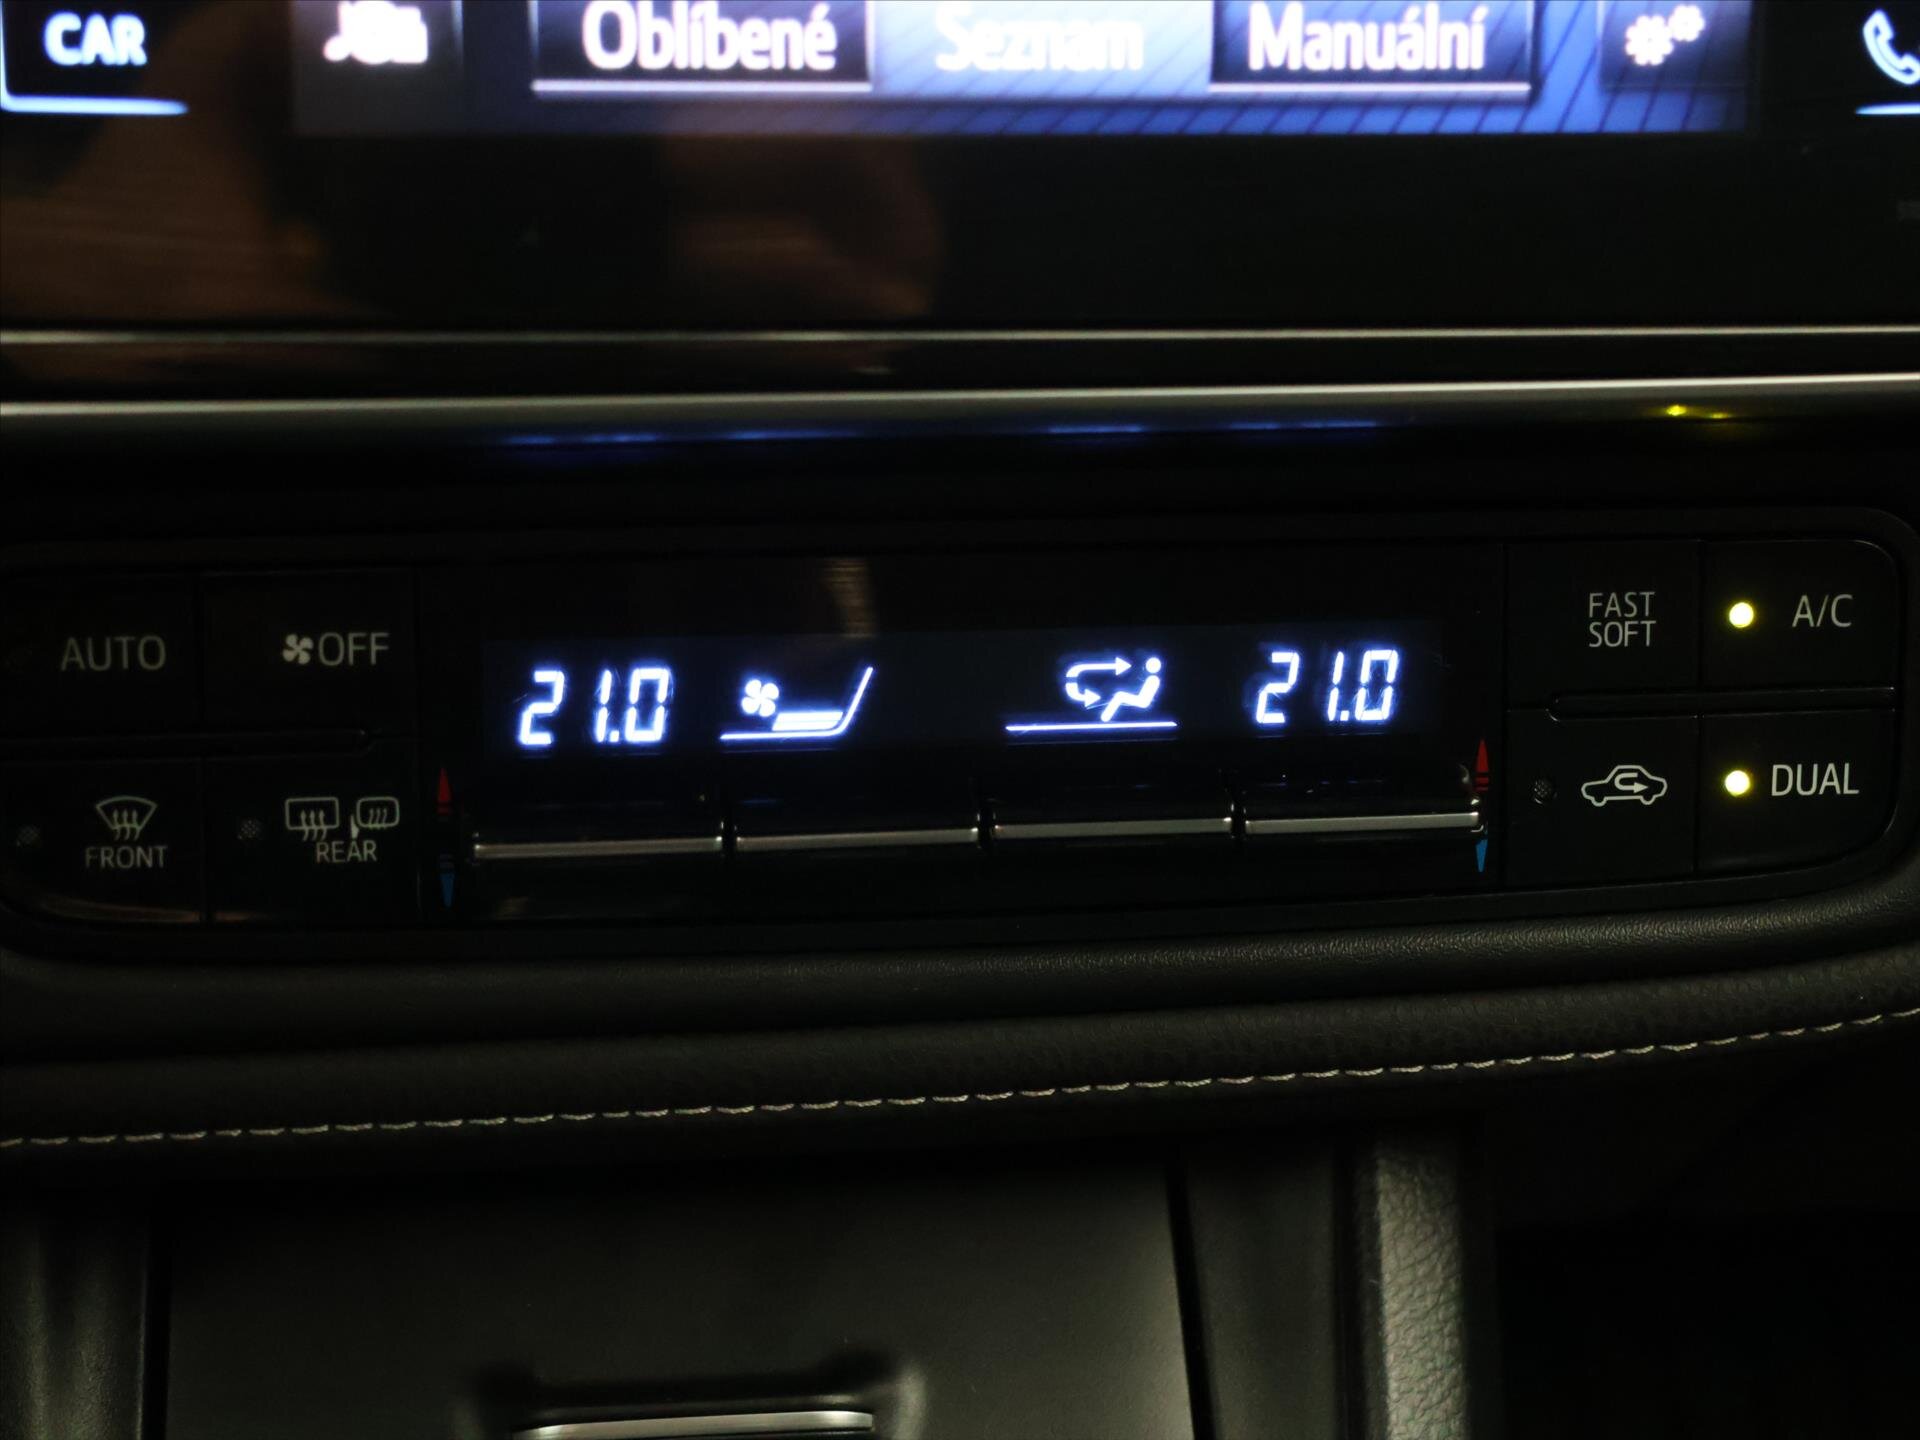 CAR
Oblíbené
Seznam
Manuální
AUTO
OFF
21.0
21.0
FAST
SOFT
A/C
FRONT
REAR
DUAL